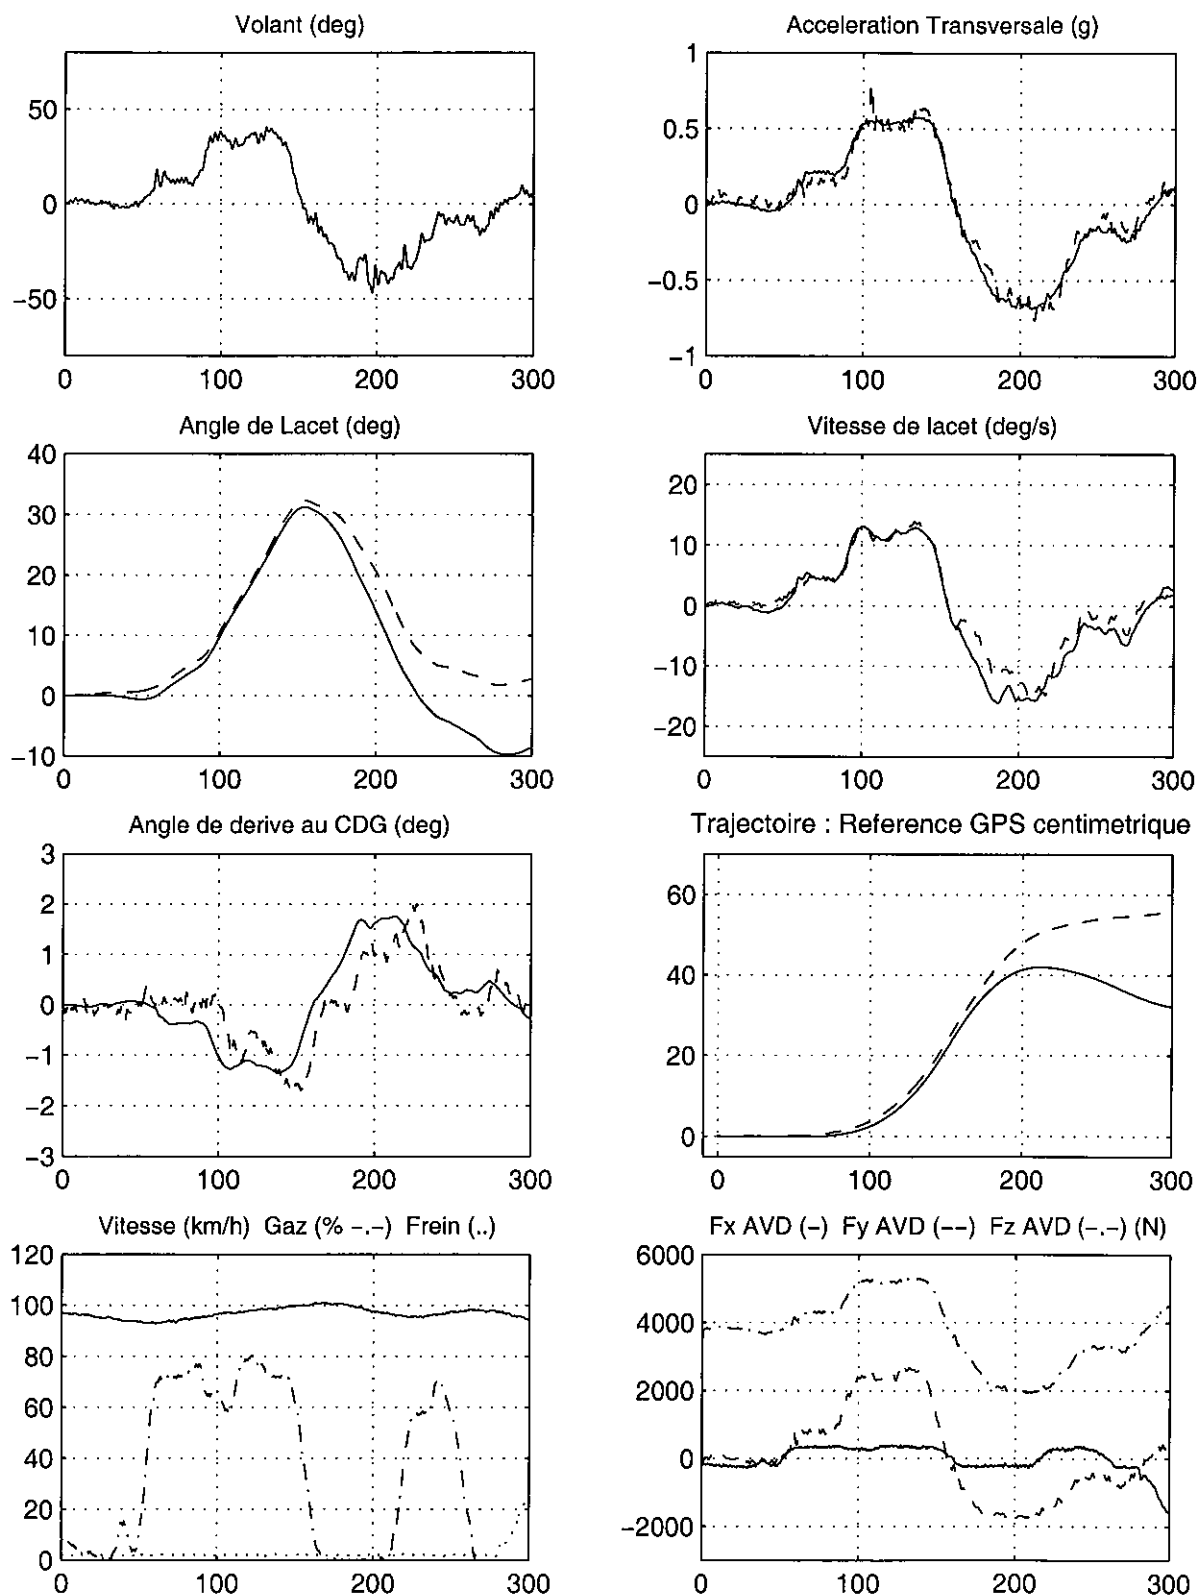 Volant (deg)
50
0
−50
0 100 200 300
Acceleration Transversale (g)
1
0.5
0
−0.5
−1
0 100 200 300
Angle de Lacet (deg)
40
30
20
10
0
−10
0 100 200 300
Vitesse de lacet (deg/s)
20
10
0
−10
−20
0 100 200 300
Angle de derive au CDG (deg)
3
2
1
0
−1
−2
−3
0 100 200 300
Trajectoire : Reference GPS centimetrique
60
40
20
0
0 100 200 300
Vitesse (km/h) Gaz (% −.−) Frein (..)
120
100
80
60
40
20
0
0 100 200 300
Fx AVD (−) Fy AVD (−−) Fz AVD (−.−) (N)
6000
4000
2000
0
−2000
0 100 200 300